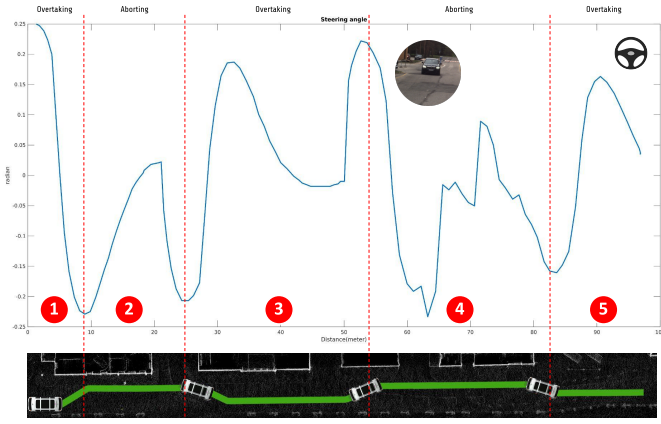 Overtaking Aborting Overtaking Aborting Overtaking
Steering angle
0.25
0.2
0.15
0.1
0.05
0
-0.05
-0.1
-0.15
-0.2
-0.25
radian
1 2 3 4 5
0 10 20 30 40 50 60 70 80 90 100
Distance(meter)